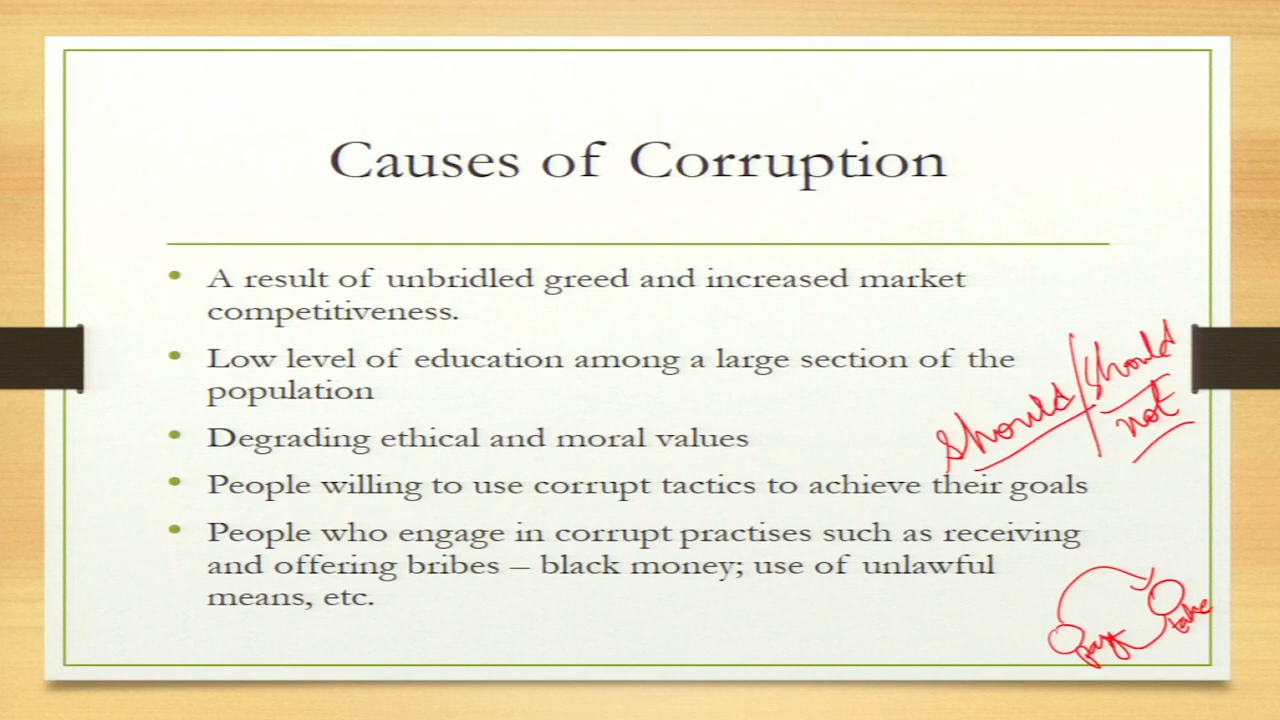 Causes of Corruption
• A result of unbridled greed and increased market
competitiveness.
• Low level of education among a large section of the
population
• Degrading ethical and moral values
• People willing to use corrupt tactics to achieve their goals
• People who engage in corrupt practises such as receiving
and offering bribes – black money; use of unlawful
means, etc.
should/should
not
pay
take